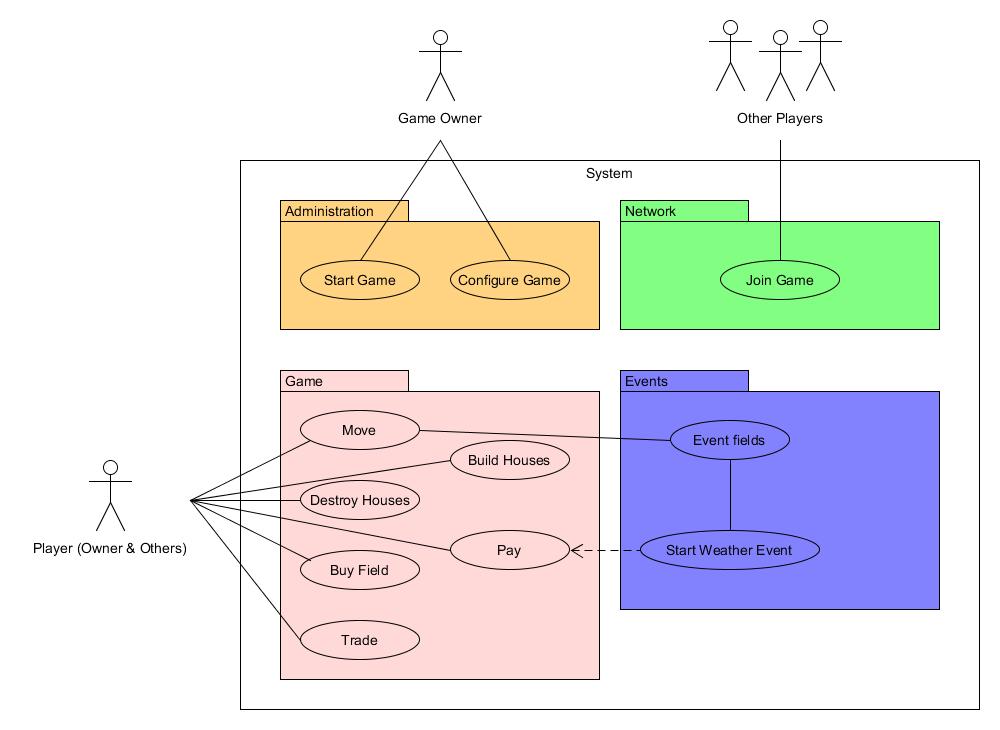 Game Owner
Other Players
System
Administration
Network
Start Game
Configure Game
Join Game
Game
Events
Move
Event fields
Build Houses
Destroy Houses
Player (Owner & Others)
Pay
Start Weather Event
Buy Field
Trade